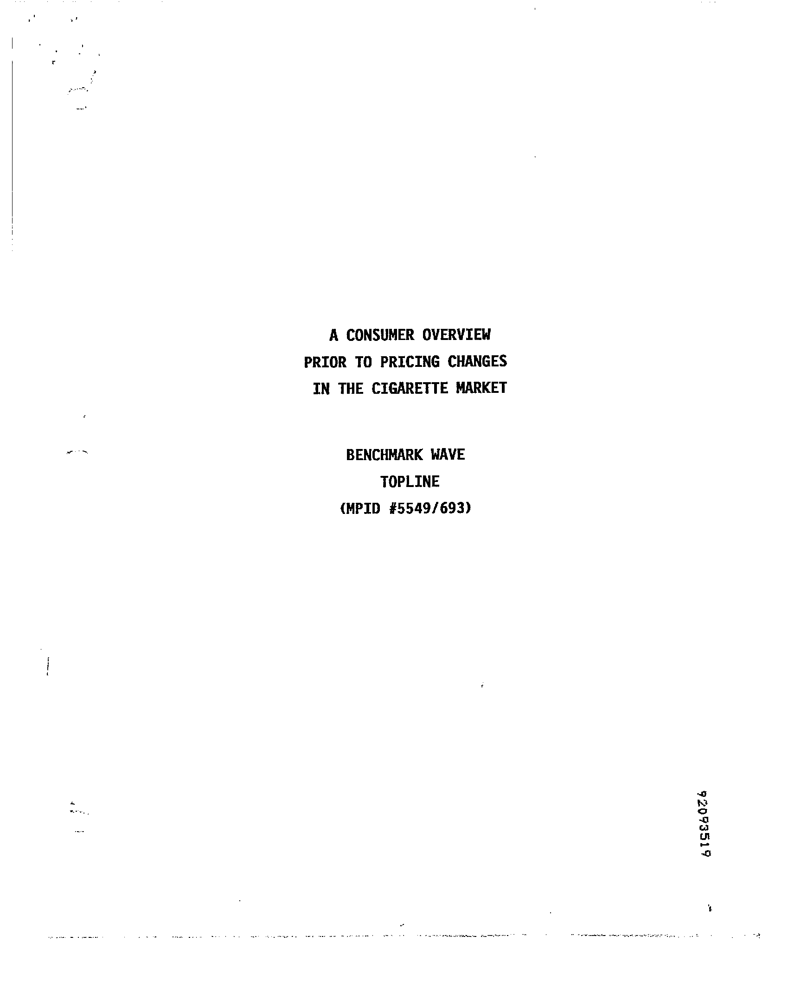 A CONSUMER OVERVIEW
PRIOR TO PRICING CHANGES
IN THE CIGARETTE MARKET
BENCHMARK WAVE
TOPLINE
(MPID #5549/693)
92093519